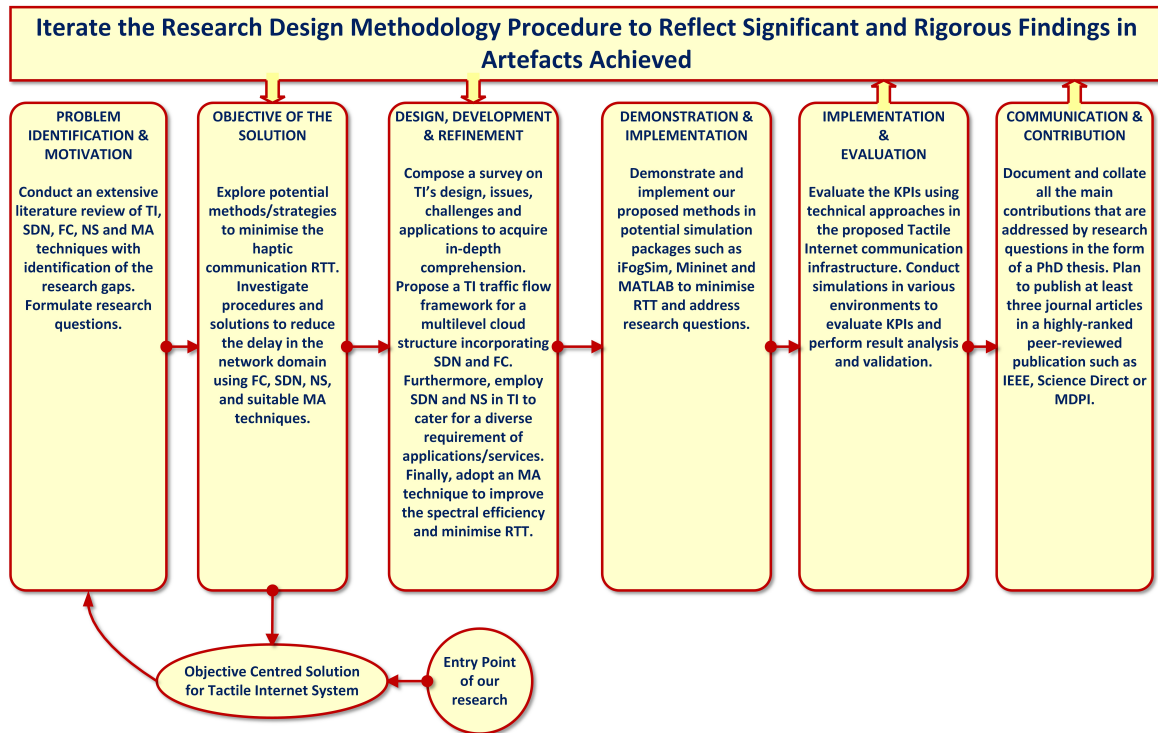 Iterate the Research Design Methodology Procedure to Reflect Significant and Rigorous Findings in
Artefacts Achieved
PROBLEM
IDENTIFICATION &
MOTIVATION
Conduct an extensive
literature review of TI,
SDN, FC, NS and MA
techniques with
identification of the
research gaps.
Formulate research
questions.
OBJECTIVE OF THE
SOLUTION
Explore potential
methods/strategies
to minimise the
haptic
communication RTT.
Investigate
procedures and
solutions to reduce
the delay in the
network domain
using FC, SDN, NS,
and suitable MA
techniques.
DESIGN, DEVELOPMENT
& REFINEMENT
Compose a survey on
TI’s design, issues,
challenges and
applications to acquire
in-depth
comprehension.
Propose a TI traffic flow
framework for a
multilevel cloud
structure incorporating
SDN and FC.
Furthermore, employ
SDN and NS in TI to
cater for a diverse
requirement of
applications/services.
Finally, adopt an MA
technique to improve
the spectral efficiency
and minimise RTT.
DEMONSTRATION &
IMPLEMENTATION
Demonstrate and
implement our
proposed methods in
potential simulation
packages such as
iFogSim, Mininet and
MATLAB to minimise
RTT and address
research questions.
IMPLEMENTATION
&
EVALUATION
Evaluate the KPIs using
technical approaches in
the proposed Tactile
Internet communication
infrastructure. Conduct
simulations in various
environments to
evaluate KPIs and
perform result analysis
and validation.
COMMUNICATION &
CONTRIBUTION
Document and collate
all the main
contributions that are
addressed by research
questions in the form
of a PhD thesis. Plan
to publish at least
three journal articles
in a highly-ranked
peer-reviewed
publication such as
IEEE, Science Direct or
MDPI.
Objective Centred Solution
for Tactile Internet System
Entry Point
of our
research